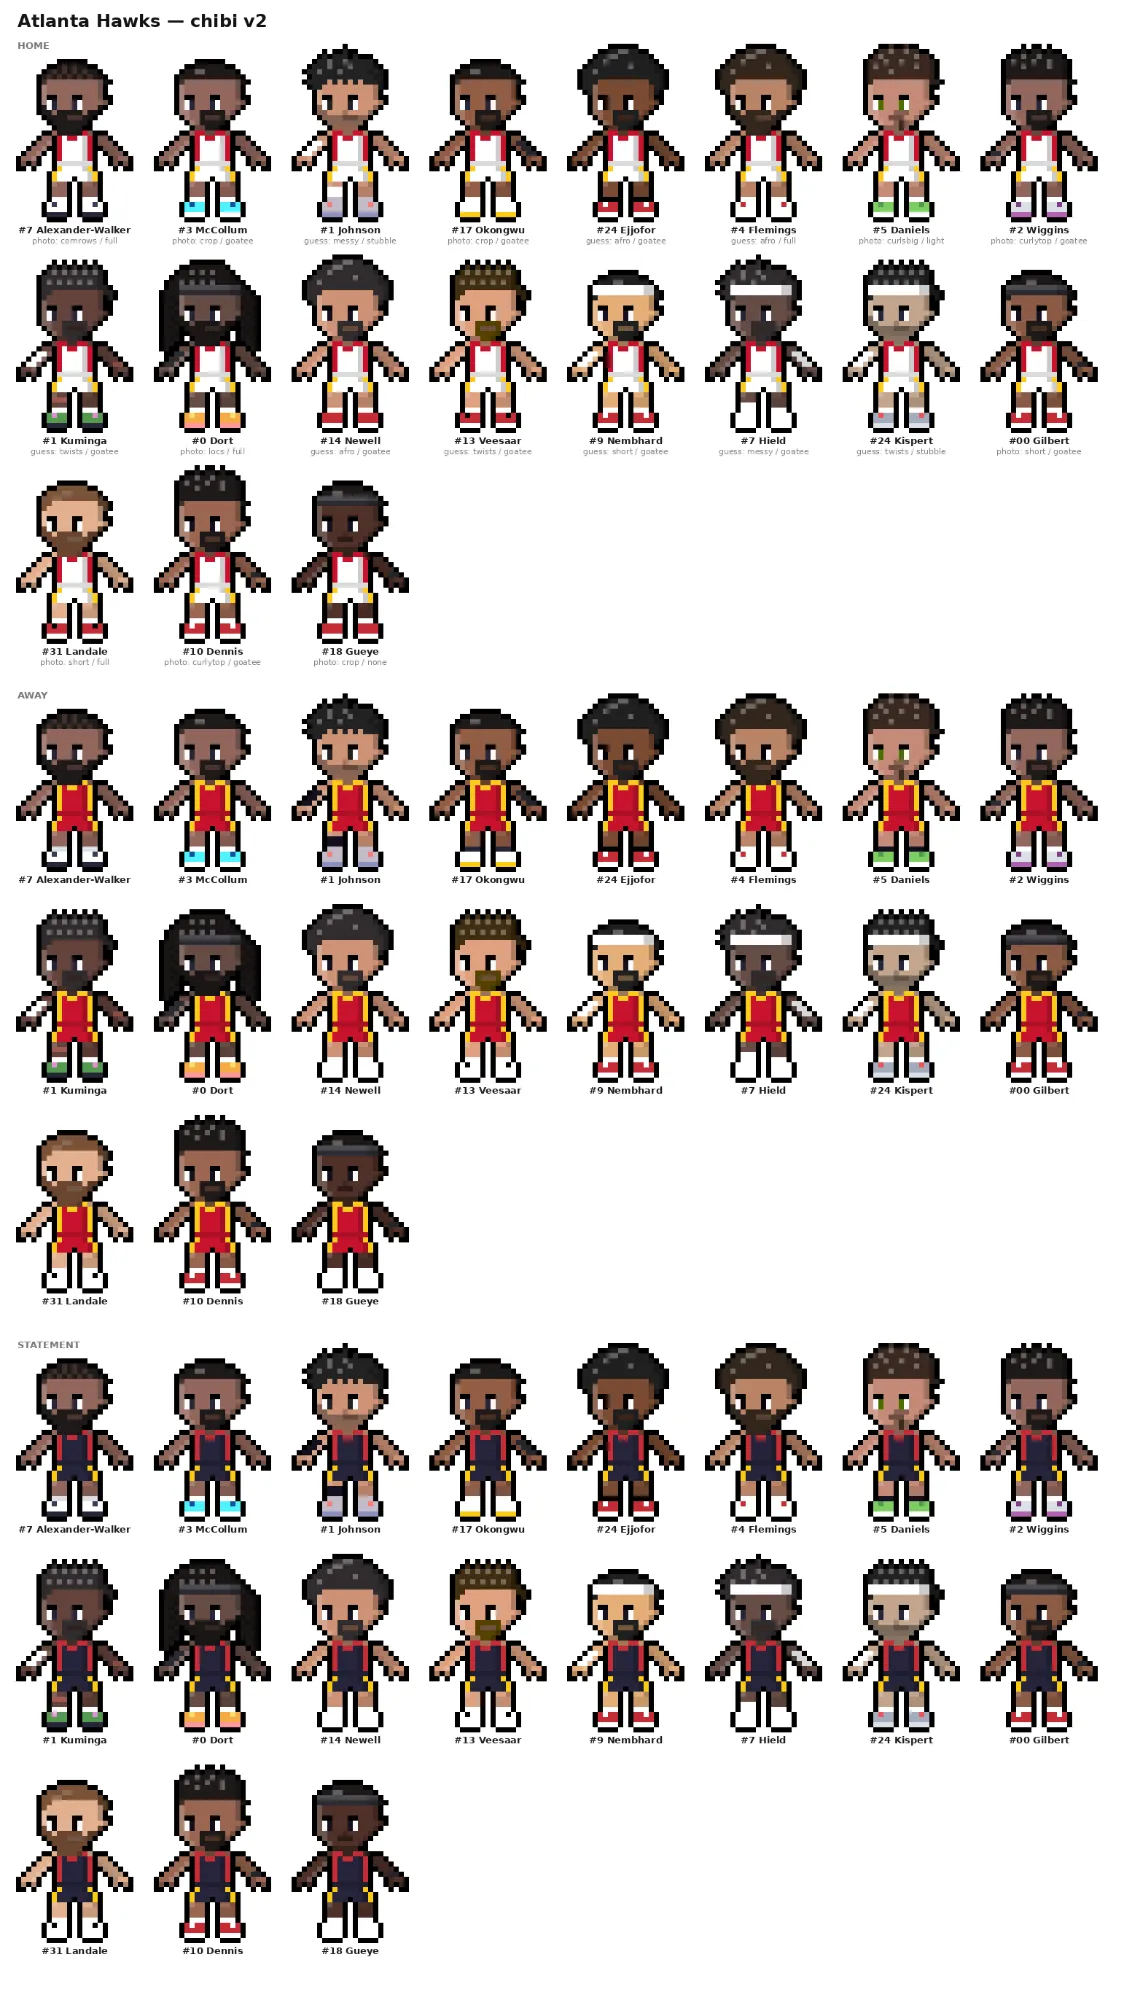 Atlanta Hawks — chibi v2
HOME
#7 Alexander-Walker #3 McCollum #1 Johnson #17 Okongwu #24 Ejjofor #4 Flemings #5 Daniels #2 Wiggins
photo: cornrows / full photo: crop / goatee guess: messy / stubble photo: crop / goatee guess: afro / goatee guess: afro / full photo: curlsbig / light photo: curlytop / goatee
#1 Kuminga #0 Dort #14 Newell #13 Veesaar #9 Nembhard #7 Hield #24 Kispert #00 Gilbert
guess: twists / goatee photo: locs / full guess: afro / goatee guess: twists / goatee guess: short / goatee guess: messy / goatee guess: twists / stubble photo: short / goatee
#31 Landale #10 Dennis #18 Gueye
photo: short / full photo: curlytop / goatee photo: crop / none
AWAY
#7 Alexander-Walker #3 McCollum #1 Johnson #17 Okongwu #24 Ejjofor #4 Flemings #5 Daniels #2 Wiggins
#1 Kuminga #0 Dort #14 Newell #13 Veesaar #9 Nembhard #7 Hield #24 Kispert #00 Gilbert
#31 Landale #10 Dennis #18 Gueye
STATEMENT
#7 Alexander-Walker #3 McCollum #1 Johnson #17 Okongwu #24 Ejjofor #4 Flemings #5 Daniels #2 Wiggins
#1 Kuminga #0 Dort #14 Newell #13 Veesaar #9 Nembhard #7 Hield #24 Kispert #00 Gilbert
#31 Landale #10 Dennis #18 Gueye